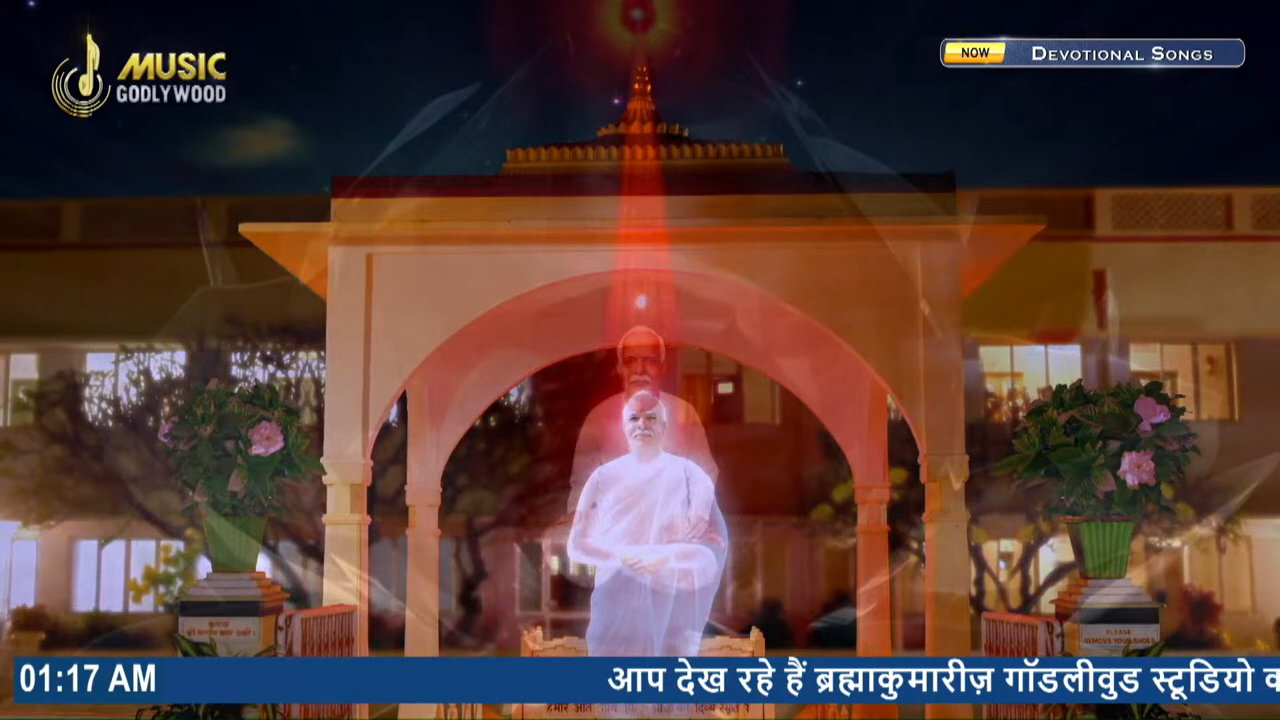 MUSIC
GODLYWOOD
NOW DEVOTIONAL SONGS
PLEASE
REMOVE YOUR SHOES
01:17 AM
आप देख रहे हैं ब्रह्माकुमारीज़ गॉडलीवुड स्टूडियो